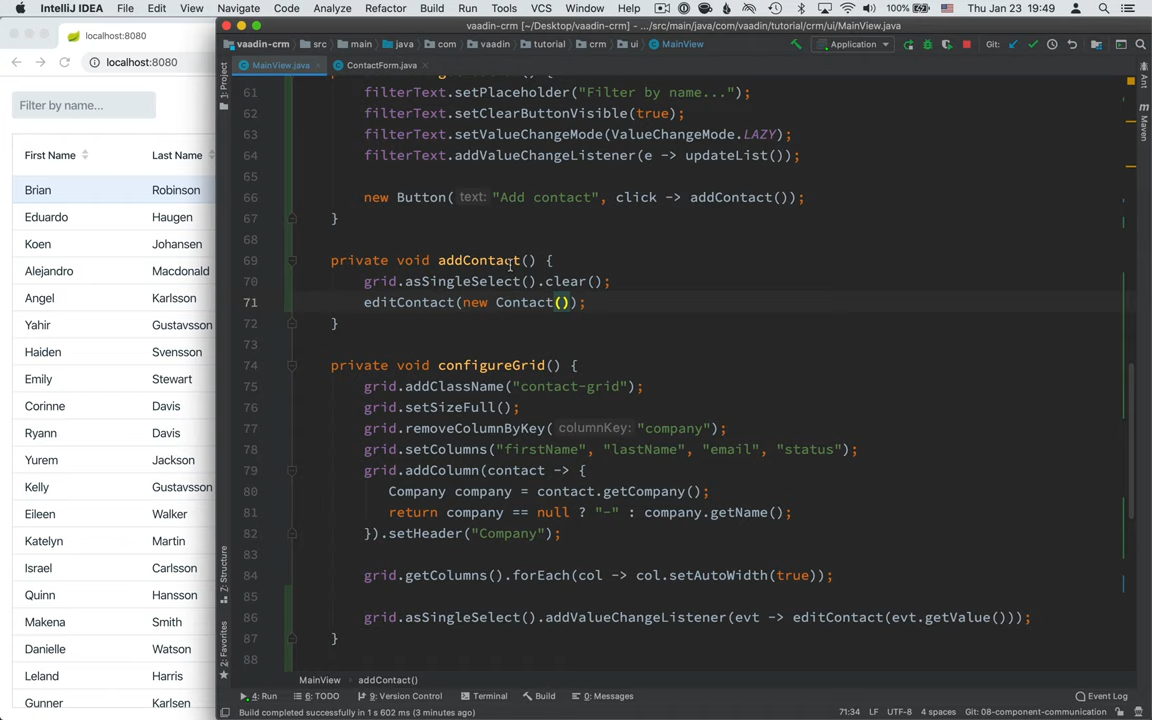 IntelliJ IDEA File Edit View Navigate Code Analyze Refactor Build Run Tools VCS Window Help 100% Thu Jan 23 19:49
localhost:8080
localhost:8080
Filter by name...
First Name Last Name
Brian Robinson
Eduardo Haugen
Koen Johansen
Alejandro Macdonald
Angel Karlsson
Yahir Gustavsson
Haiden Svensson
Emily Stewart
Corinne Davis
Ryann Davis
Yurem Jackson
Kelly Gustavsson
Eileen Walker
Katelyn Martin
Israel Carlsson
Quinn Hansson
Makena Smith
Danielle Watson
Leland Harris
Gunner Karlsen
vaadin-crm [~/Desktop/vaadin-crm] - .../src/main/java/com/vaadin/tutorial/crm/ui/MainView.java
vaadin-crm src main java com vaadin tutorial crm ui MainView Application Git:
MainView.java ContactForm.java
1: Project
7: Structure
2: Favorites
Ant
Maven
61 filterText.setPlaceholder("Filter by name...");
62 filterText.setClearButtonVisible(true);
63 filterText.setValueChangeMode(ValueChangeMode.LAZY);
64 filterText.addValueChangeListener(e -> updateList());
65
66 new Button( text: "Add contact", click -> addContact());
67 }
68
69 private void addContact() {
70 grid.asSingleSelect().clear();
71 editContact(new Contact());
72 }
73
74 private void configureGrid() {
75 grid.addClassName("contact-grid");
76 grid.setSizeFull();
77 grid.removeColumnByKey( columnKey: "company");
78 grid.setColumns("firstName", "lastName", "email", "status");
79 grid.addColumn(contact -> {
80 Company company = contact.getCompany();
81 return company == null ? "-" : company.getName();
82 }).setHeader("Company");
83
84 grid.getColumns().forEach(col -> col.setAutoWidth(true));
85
86 grid.asSingleSelect().addValueChangeListener(evt -> editContact(evt.getValue()));
87 }
88
MainView addContact()
4: Run 6: TODO 9: Version Control Terminal Build 0: Messages Event Log
Build completed successfully in 1 s 602 ms (3 minutes ago) 71:34 LF UTF-8 4 spaces Git: 08-component-communication